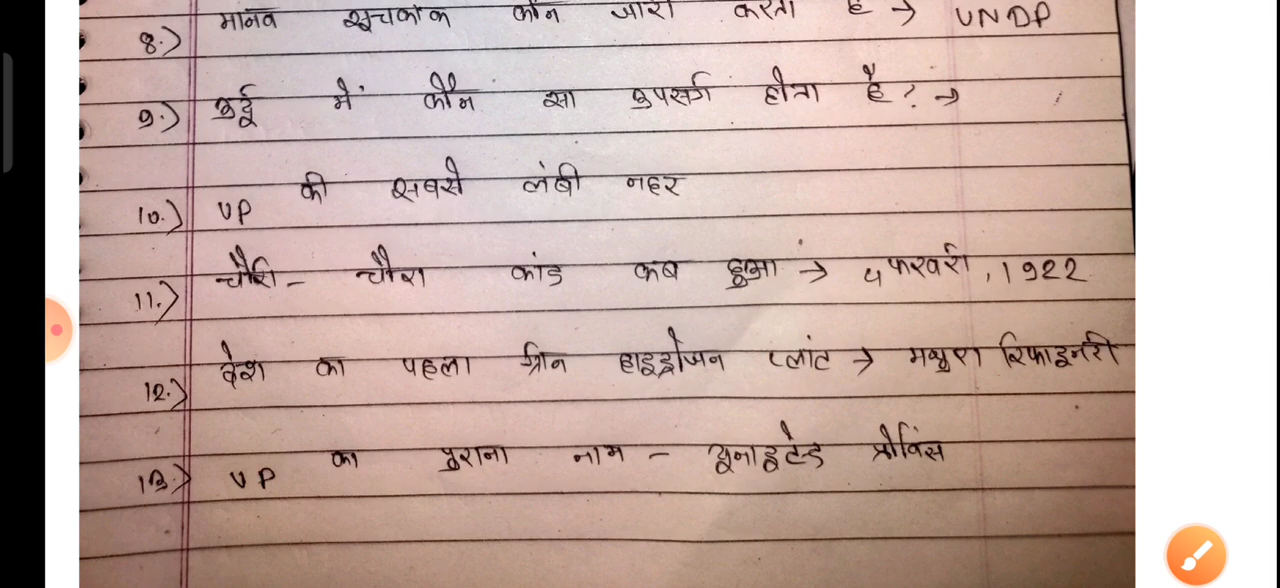 8.) मानव सूचकांक कौन जारी करता है → UNDP
9.) उर्दू में कौन सा उपसर्ग होता है? →
10.) UP की सबसे लंबी नहर
11.) चौरी - चौरा कांड कब हुआ → 4 फरवरी, 1922
12.) देश का पहला ग्रीन हाइड्रोजन प्लांट → मथुरा रिफाइनरी
13.) UP का पुराना नाम - यूनाइटेड प्रोविंस